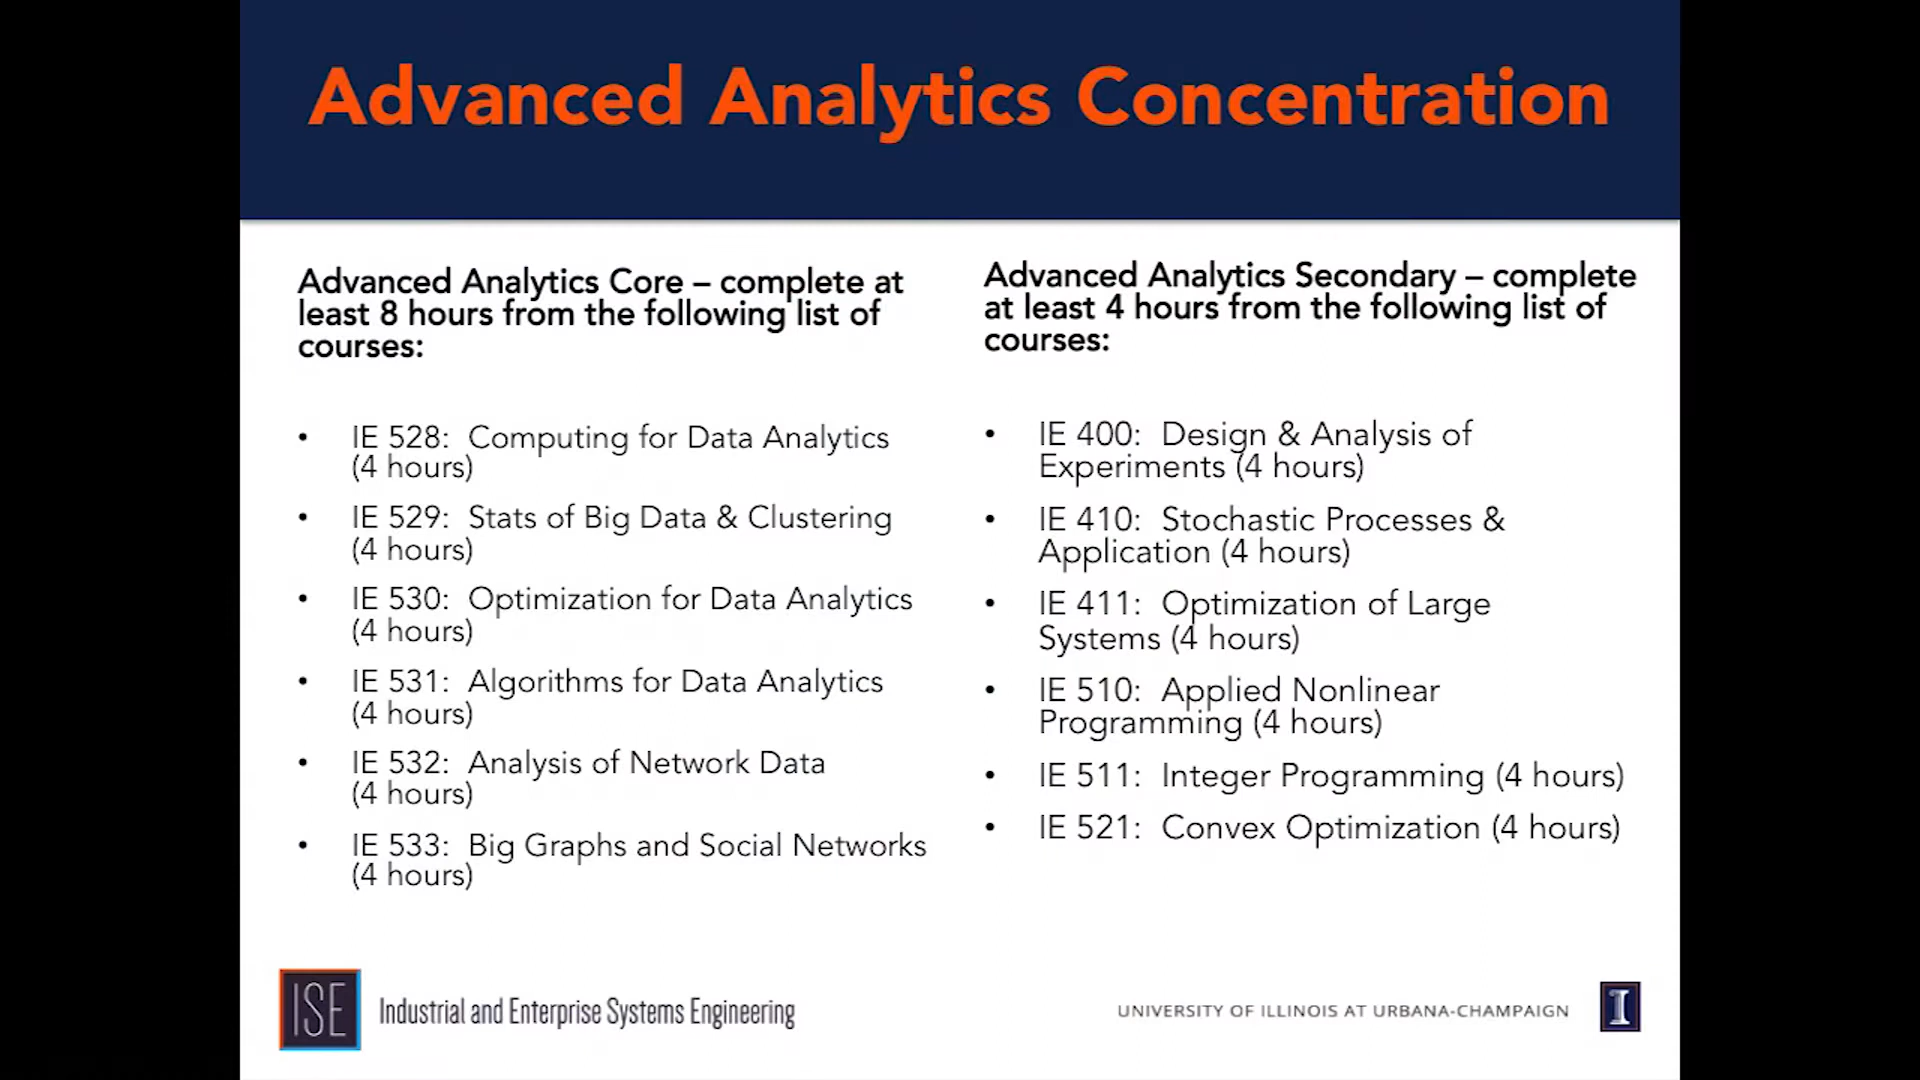 Advanced Analytics Concentration
Advanced Analytics Core – complete at
least 8 hours from the following list of
courses:
• IE 528: Computing for Data Analytics
(4 hours)
• IE 529: Stats of Big Data & Clustering
(4 hours)
• IE 530: Optimization for Data Analytics
(4 hours)
• IE 531: Algorithms for Data Analytics
(4 hours)
• IE 532: Analysis of Network Data
(4 hours)
• IE 533: Big Graphs and Social Networks
(4 hours)
Advanced Analytics Secondary – complete
at least 4 hours from the following list of
courses:
• IE 400: Design & Analysis of
Experiments (4 hours)
• IE 410: Stochastic Processes &
Application (4 hours)
• IE 411: Optimization of Large
Systems (4 hours)
• IE 510: Applied Nonlinear
Programming (4 hours)
• IE 511: Integer Programming (4 hours)
• IE 521: Convex Optimization (4 hours)
ISE
Industrial and Enterprise Systems Engineering
UNIVERSITY OF ILLINOIS AT URBANA-CHAMPAIGN
I